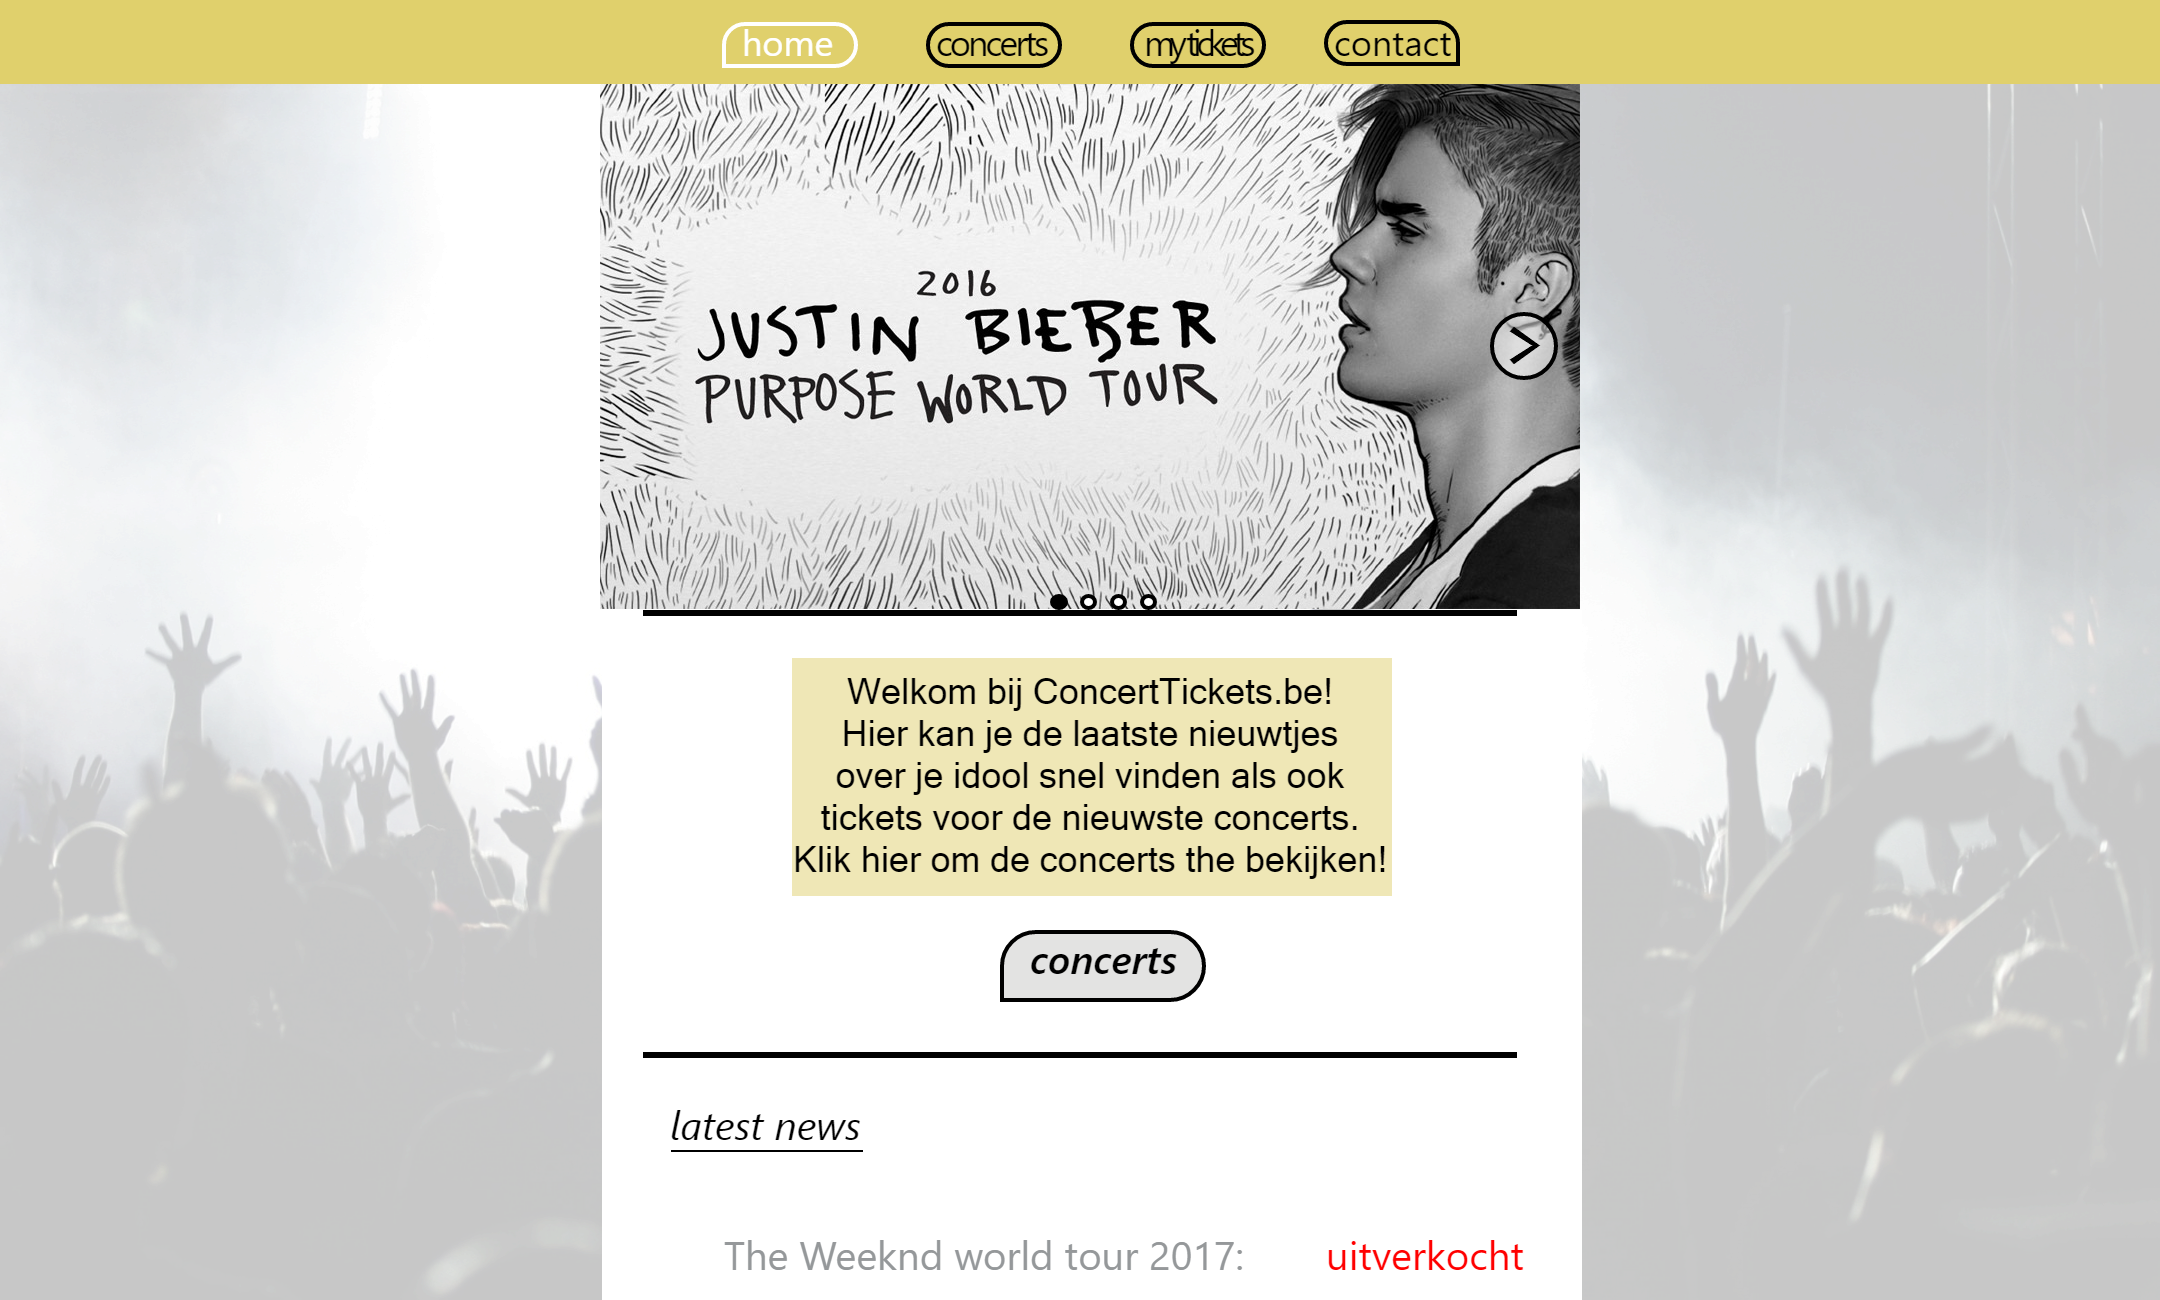 home concerts my tickets contact
2016
JUSTIN BIEBER
PURPOSE WORLD TOUR
Welkom bij ConcertTickets.be!
Hier kan je de laatste nieuwtjes
over je idool snel vinden als ook
tickets voor de nieuwste concerts.
Klik hier om de concerts the bekijken!
concerts
latest news
The Weeknd world tour 2017: uitverkocht